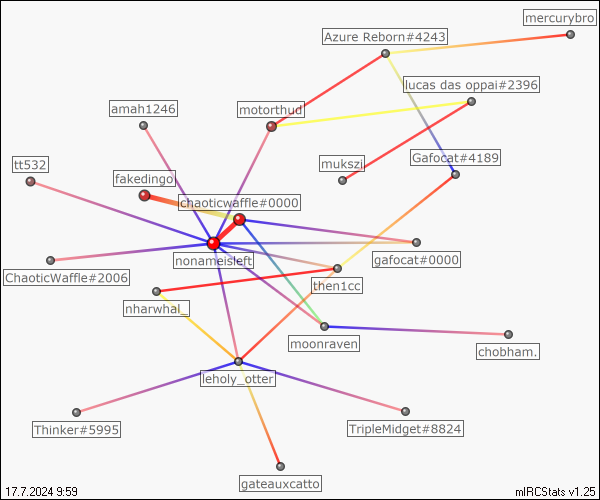 mercurybro
Azure Reborn#4243
lucas das oppai#2396
amah1246
motorthud
tt532
mukszi
Gafocat#4189
fakedingo
chaoticwaffle#0000
nonameisleft
gafocat#0000
ChaoticWaffle#2006
then1cc
nharwhal_
moonraven
chobham.
leholy_otter
Thinker#5995
TripleMidget#8824
gateauxcatto
17.7.2024 9:59
mIRCStats v1.25